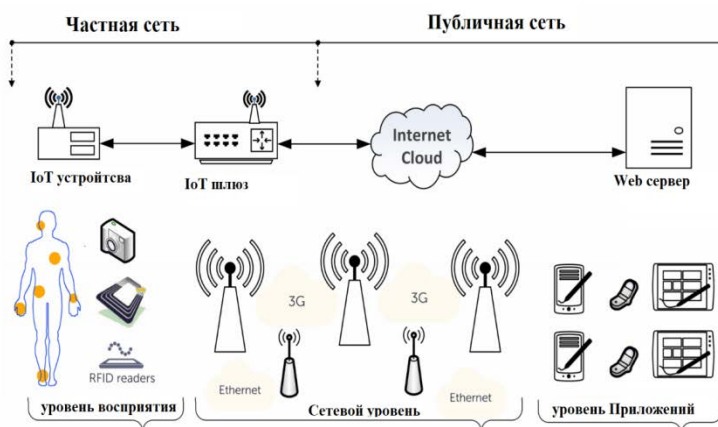 Частная сеть
Публичная сеть
Internet
Cloud
IoT устройтсва
IoT шлюз
Web сервер
3G
3G
RFID readers
Ethernet
Ethernet
уровень восприятия
Сетевой уровень
уровень Приложений